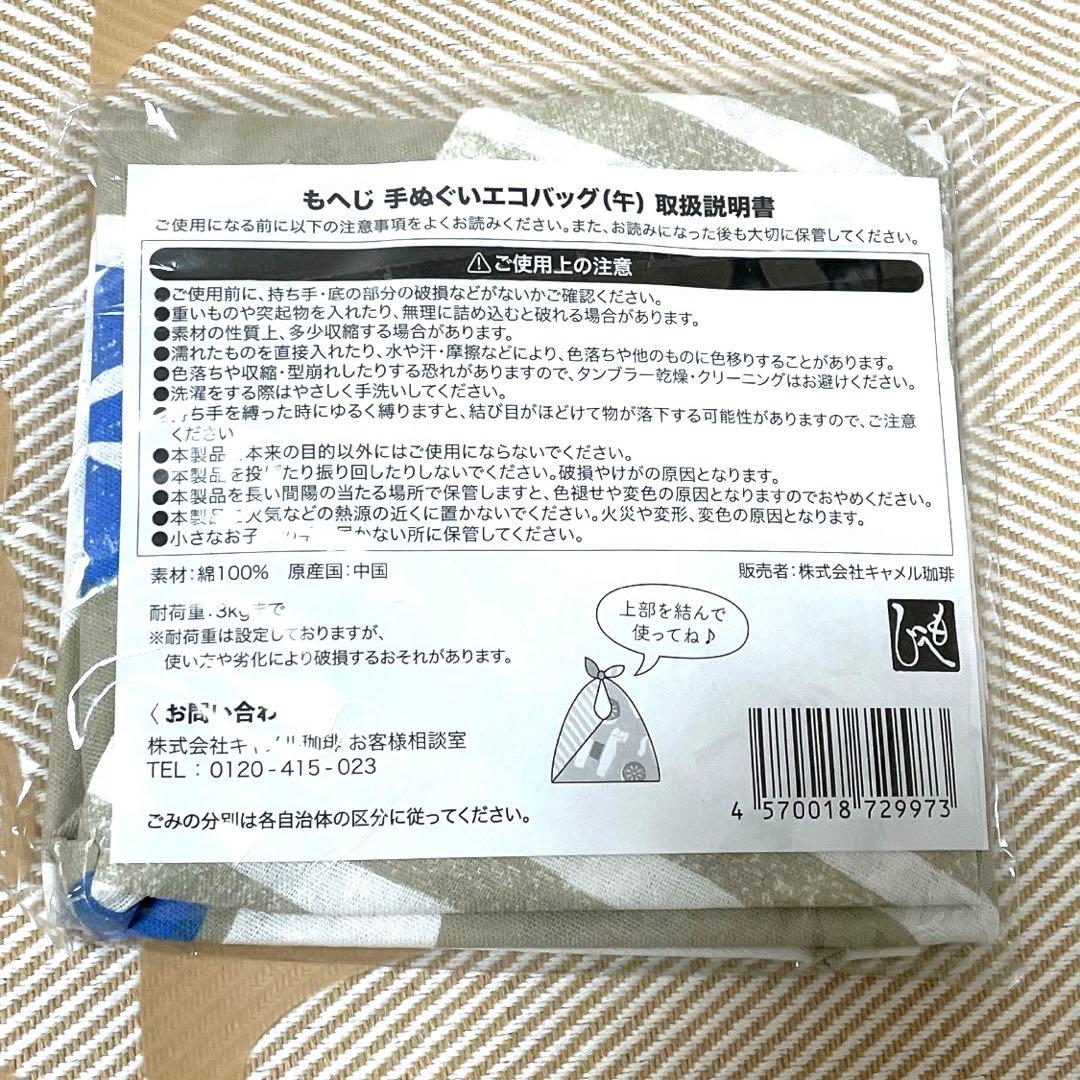 もへじ 手ぬぐいエコバッグ(午) 取扱説明書
ご使用になる前に以下の注意事項をよくお読みください。また、お読みになった後も大切に保管してください。
⚠ご使用上の注意
●ご使用前に、持ち手・底の部分の破損などがないかご確認ください。
●重いものや突起物を入れたり、無理に詰め込むと破れる場合があります。
●素材の性質上、多少収縮する場合があります。
●濡れたものを直接入れたり、水や汗・摩擦などにより、色落ちや他のものに色移りすることがあります。
●色落ちや収縮・型崩れしたりする恐れがありますので、タンブラー乾燥・クリーニングはお避けください。
●洗濯をする際はやさしく手洗いしてください。
ち手を縛った時にゆるく縛りますと、結び目がほどけて物が落下する可能性がありますので、ご注意
ください
●本製品 本来の目的以外にはご使用にならないでください。
●本製品を投げたり振り回したりしないでください。破損やけがの原因となります。
●本製品を長い間陽の当たる場所で保管しますと、色褪せや変色の原因となりますのでおやめください。
●本製品 火気などの熱源の近くに置かないでください。火災や変形、変色の原因となります。
●小さなお子 かない所に保管してください。
素材:綿100% 原産国:中国
販売者:株式会社キャメル珈琲
耐荷重:3kgまで
※耐荷重は設定しておりますが、
使い方や劣化により破損するおそれがあります。
上部を結んで
使ってね♪
もへじ
〈お問い合わ
株式会社キャメル珈琲 お客様相談室
TEL : 0120-415-023
ごみの分別は各自治体の区分に従ってください。
4 570018 729973